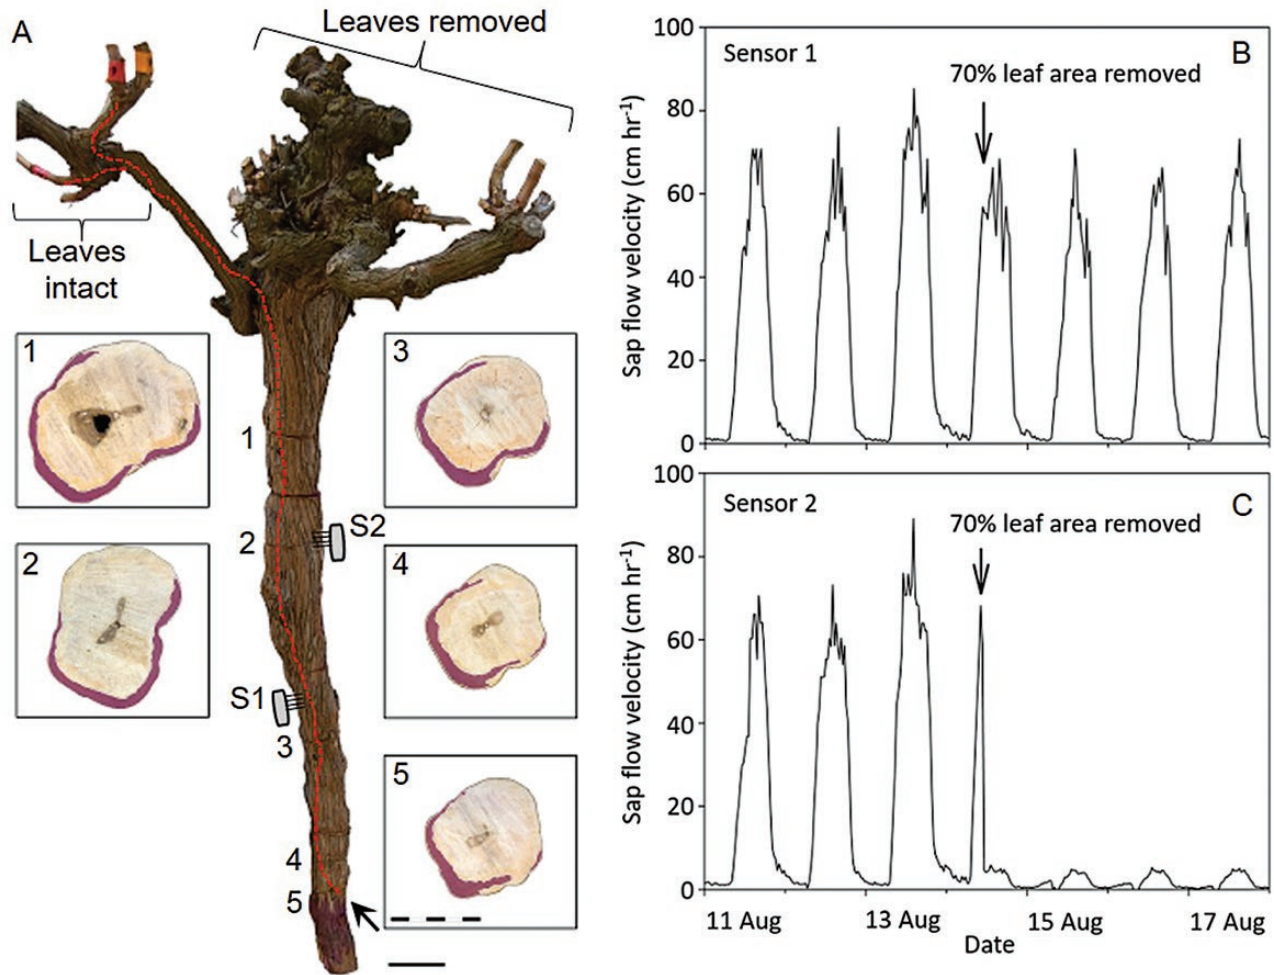 A
Leaves removed
Leaves
intact
1
2
3
4
5
1
2
3
4
5
S2
S1
B
Sensor 1
70% leaf area removed
Sap flow velocity (cm hr⁻¹)
100
80
60
40
20
0
C
Sensor 2
70% leaf area removed
Sap flow velocity (cm hr⁻¹)
100
80
60
40
20
0
11 Aug
13 Aug
15 Aug
17 Aug
Date